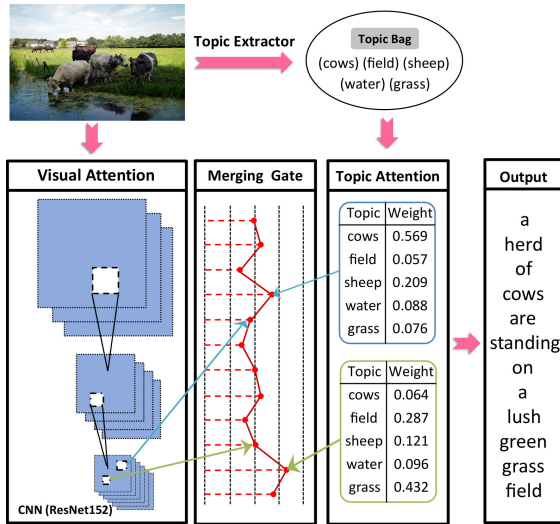 Topic Extractor
Topic Bag
(cows) (field) (sheep)
(water) (grass)
Visual Attention
CNN (ResNet152)
Merging Gate
Topic Attention
Topic Weight
cows 0.569
field 0.057
sheep 0.209
water 0.088
grass 0.076
Topic Weight
cows 0.064
field 0.287
sheep 0.121
water 0.096
grass 0.432
Output
a
herd
of
cows
are
standing
on
a
lush
green
grass
field